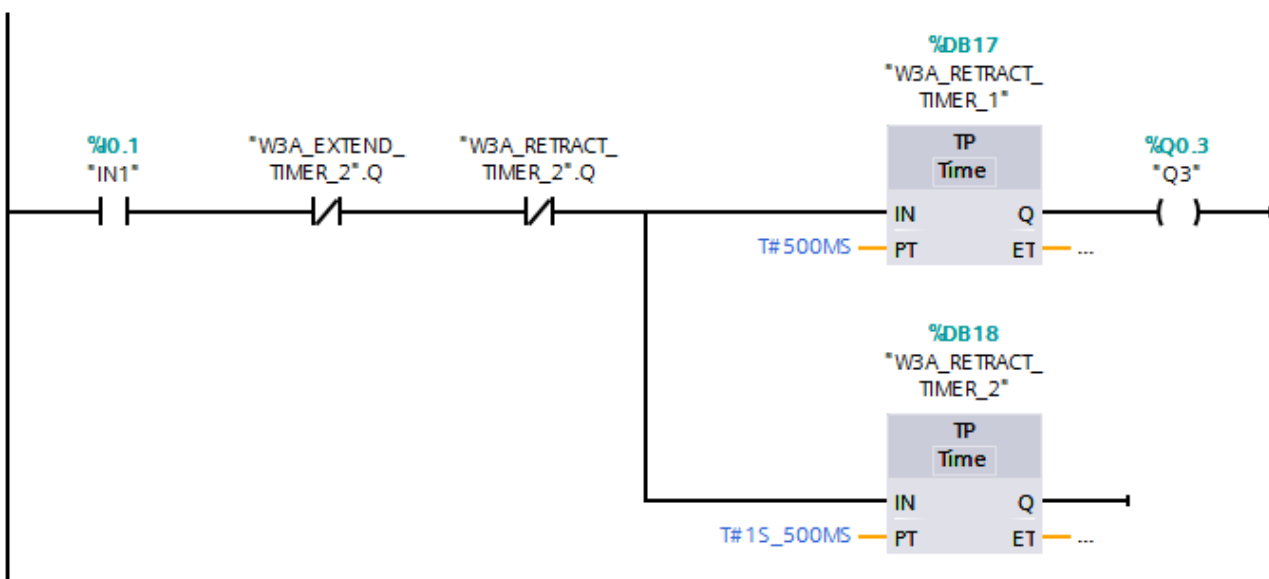 %DB17
"W3A_RETRACT_
TIMER_1"
%I0.1
"IN1"
"W3A_EXTEND_
TIMER_2".Q
"W3A_RETRACT_
TIMER_2".Q
TP
Time
%Q0.3
"Q3"
IN Q
T#500MS PT ET ...
%DB18
"W3A_RETRACT_
TIMER_2"
TP
Time
IN Q
T#1S_500MS PT ET ...